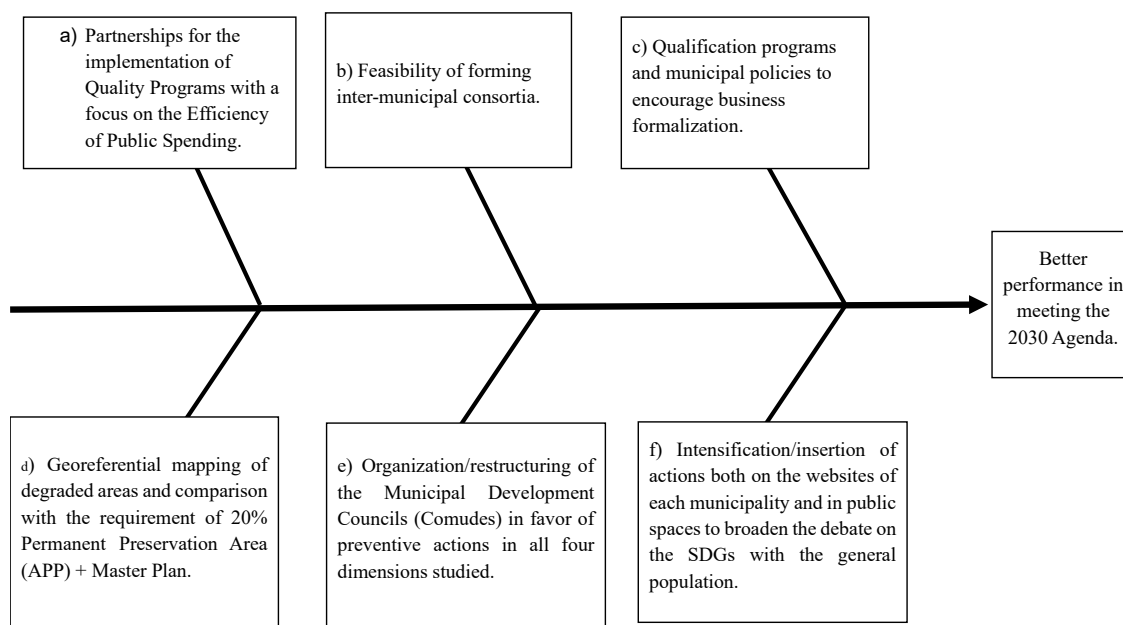 a) Partnerships for the
implementation of
Quality Programs with a
focus on the Efficiency
of Public Spending.
b) Feasibility of forming
inter-municipal consortia.
c) Qualification programs
and municipal policies to
encourage business
formalization.
Better
performance in
meeting the
2030 Agenda.
d) Georeferential mapping of
degraded areas and comparison
with the requirement of 20%
Permanent Preservation Area
(APP) + Master Plan.
e) Organization/restructuring of
the Municipal Development
Councils (Comudes) in favor of
preventive actions in all four
dimensions studied.
f) Intensification/insertion of
actions both on the websites of
each municipality and in public
spaces to broaden the debate on
the SDGs with the general
population.